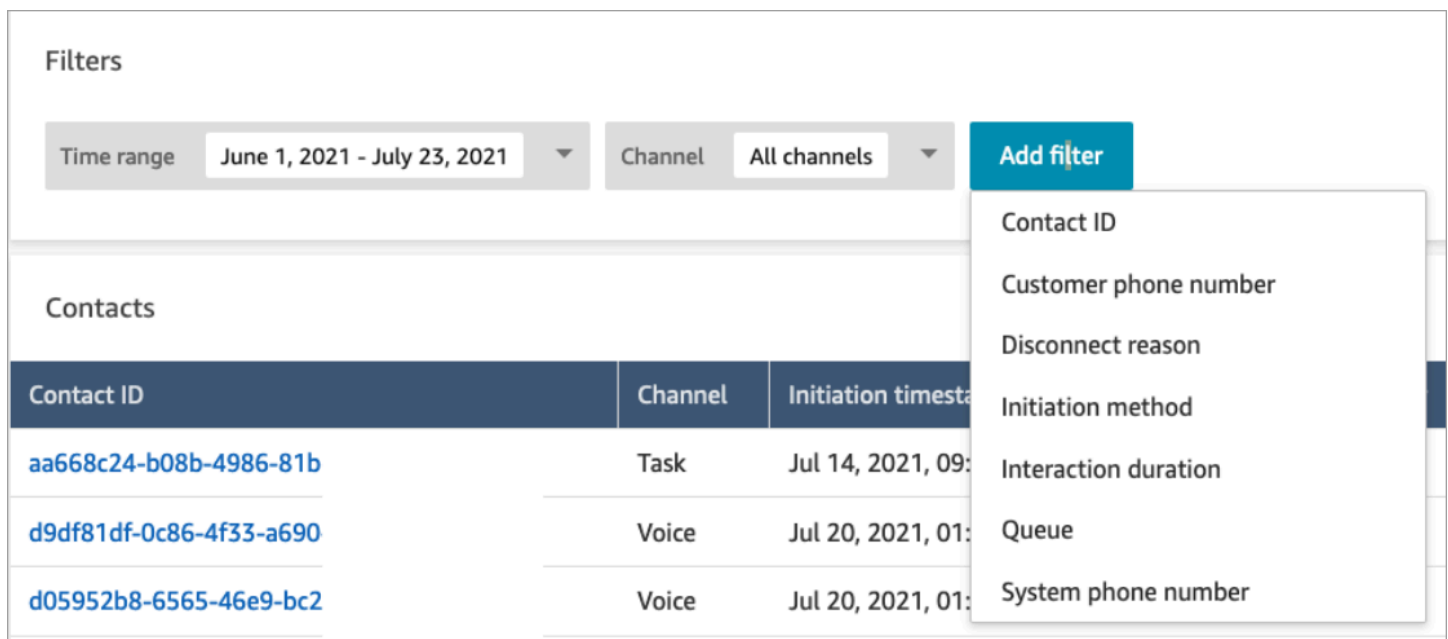 Filters
Time range June 1, 2021 - July 23, 2021 Channel All channels Add filter
Contact ID
Customer phone number
Disconnect reason
Initiation method
Interaction duration
Queue
System phone number
Contacts
Contact ID Channel Initiation
aa668c24-b08b-4986-81b Task Jul 14, 2021, 09:
d9df81df-0c86-4f33-a690 Voice Jul 20, 2021, 01:
d05952b8-6565-46e9-bc2 Voice Jul 20, 2021, 01: